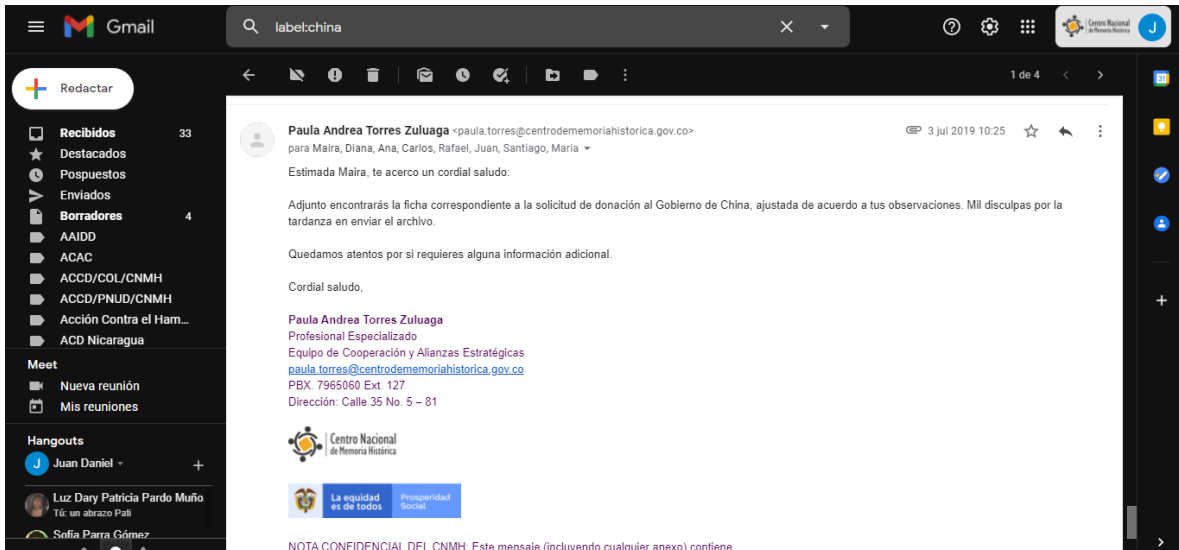 Gmail
label:china
Centro Nacional
de Memoria Histórica
J
Redactar
1 de 4
31
Recibidos 33
Destacados
Pospuestos
Enviados
Borradores 4
AAIDD
ACAC
ACCD/COL/CNMH
ACCD/PNUD/CNMH
Acción Contra el Ham...
ACD Nicaragua
Meet
Nueva reunión
Mis reuniones
Hangouts
J Juan Daniel
Luz Dary Patricia Pardo Muño
Tú: un abrazo Pati
Sofía Parra Gómez
Paula Andrea Torres Zuluaga <paula.torres@centrodememoriahistorica.gov.co>
3 jul 2019 10:25
para Maira, Diana, Ana, Carlos, Rafael, Juan, Santiago, Maria
Estimada Maira, te acerco un cordial saludo:
Adjunto encontrarás la ficha correspondiente a la solicitud de donación al Gobierno de China, ajustada de acuerdo a tus observaciones. Mil disculpas por la
tardanza en enviar el archivo.
Quedamos atentos por si requieres alguna información adicional.
Cordial saludo,
Paula Andrea Torres Zuluaga
Profesional Especializado
Equipo de Cooperación y Alianzas Estratégicas
paula.torres@centrodememoriahistorica.gov.co
PBX. 7965060 Ext. 127
Dirección: Calle 35 No. 5 – 81
Centro Nacional
de Memoria Histórica
La equidad
es de todos
Prosperidad
Social
NOTA CONFIDENCIAL DEL CNMH: Este mensaje (incluyendo cualquier anexo) contiene